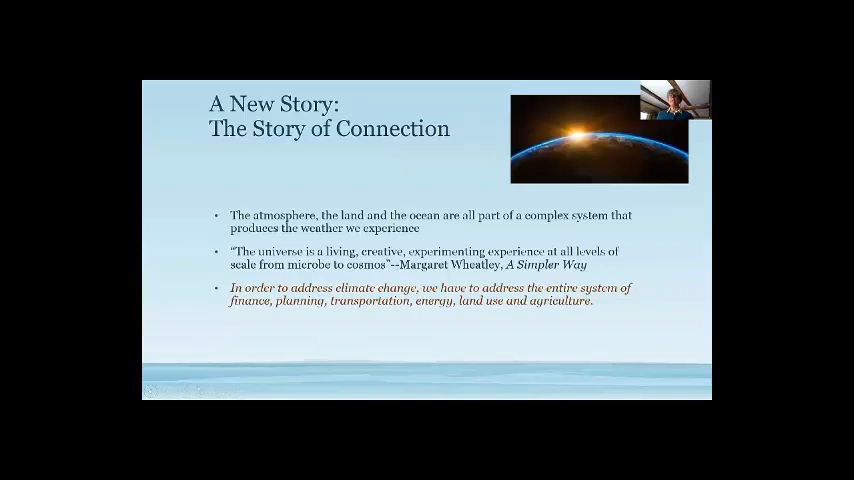 A New Story:
The Story of Connection
• The atmosphere, the land and the ocean are all part of a complex system that
produces the weather we experience
• “The universe is a living, creative, experimenting experience at all levels of
scale from microbe to cosmos”--Margaret Wheatley, A Simpler Way
• In order to address climate change, we have to address the entire system of
finance, planning, transportation, energy, land use and agriculture.